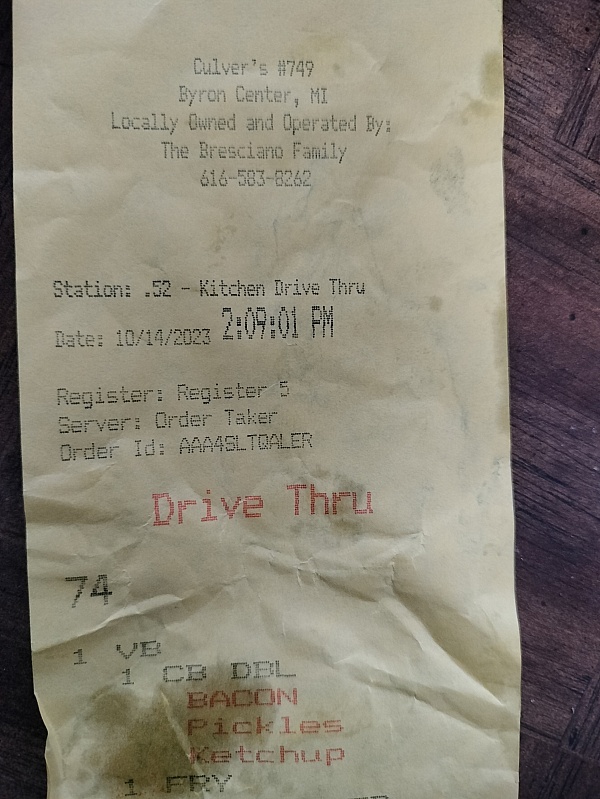 Culver's #749
Byron Center, MI
Locally Owned and Operated By:
The Bresciano Family
616-583-8262
Station: .52 - Kitchen Drive Thru
Date: 10/14/2023 2:09:01 PM
Register: Register 5
Server: Order Taker
Order Id: AAA4SLTQALER
Drive Thru
74
1 VB
1 CB DBL
BACON
Pickles
Ketchup
1 FRY